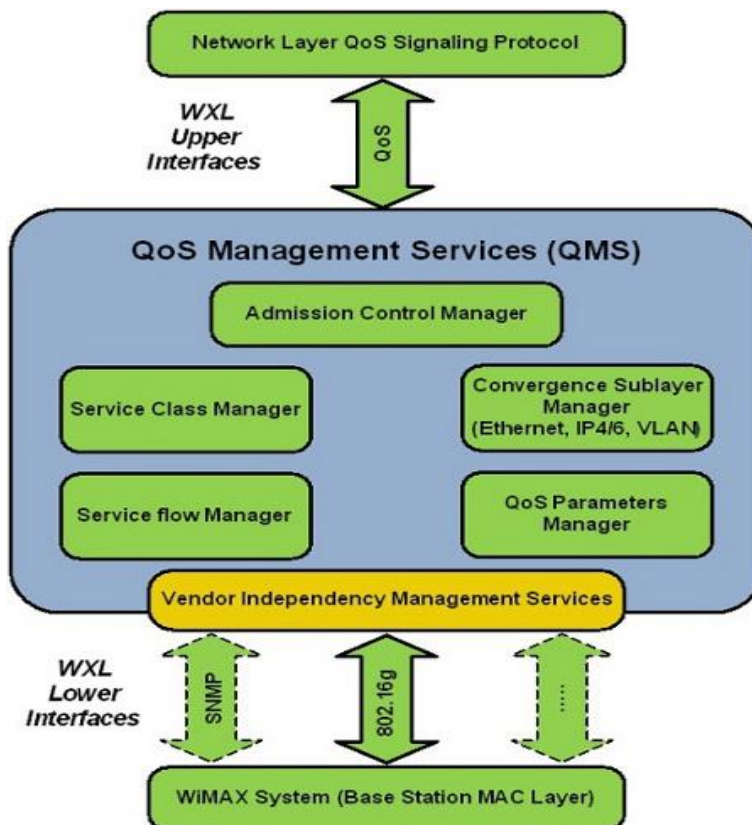 Network Layer QoS Signaling Protocol
WXL
Upper
Interfaces
QoS
QoS Management Services (QMS)
Admission Control Manager
Service Class Manager
Convergence Sublayer
Manager
(Ethernet, IP4/6, VLAN)
Service flow Manager
QoS Parameters
Manager
Vendor Independency Management Services
WXL
Lower
Interfaces
SNMP
802.16g
.....
WiMAX System (Base Station MAC Layer)